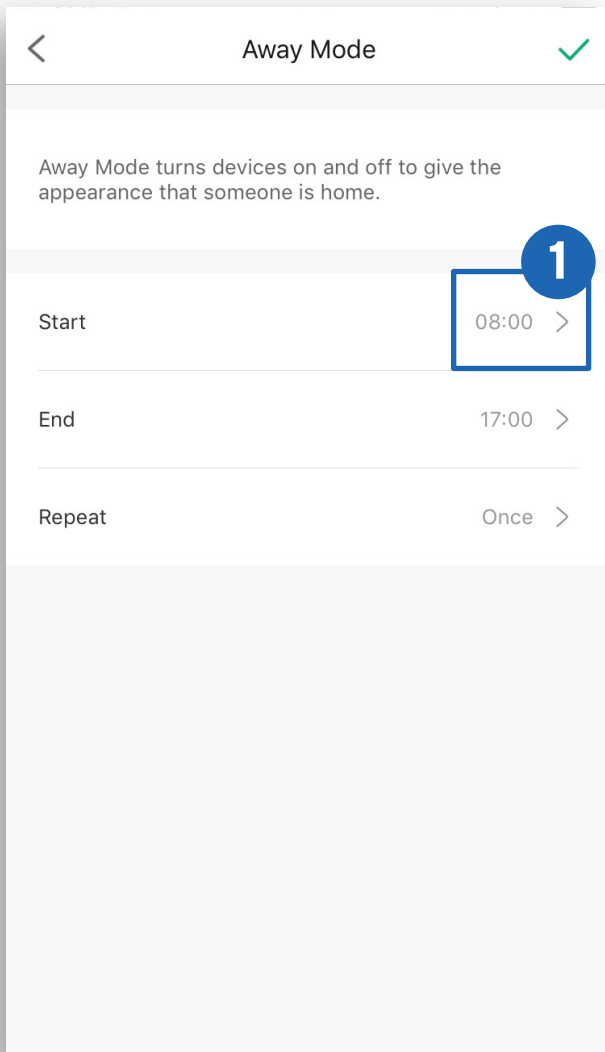 Away Mode
Away Mode turns devices on and off to give the
appearance that someone is home.
1
Start 08:00
End 17:00
Repeat Once